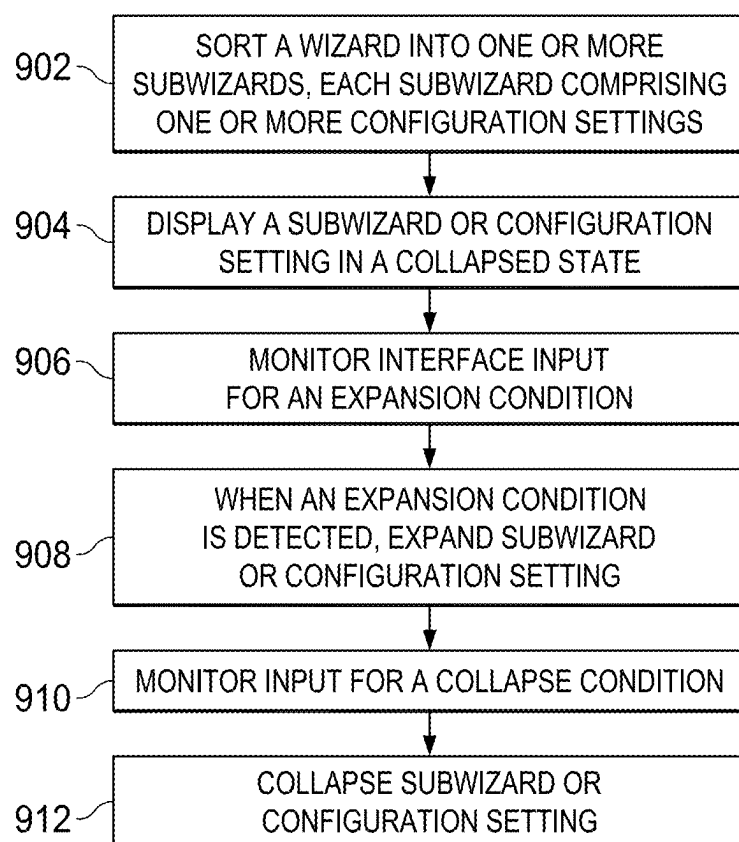 902
SORT A WIZARD INTO ONE OR MORE
SUBWIZARDS, EACH SUBWIZARD COMPRISING
ONE OR MORE CONFIGURATION SETTINGS
904
DISPLAY A SUBWIZARD OR CONFIGURATION
SETTING IN A COLLAPSED STATE
906
MONITOR INTERFACE INPUT
FOR AN EXPANSION CONDITION
908
WHEN AN EXPANSION CONDITION
IS DETECTED, EXPAND SUBWIZARD
OR CONFIGURATION SETTING
910
MONITOR INPUT FOR A COLLAPSE CONDITION
912
COLLAPSE SUBWIZARD OR
CONFIGURATION SETTING